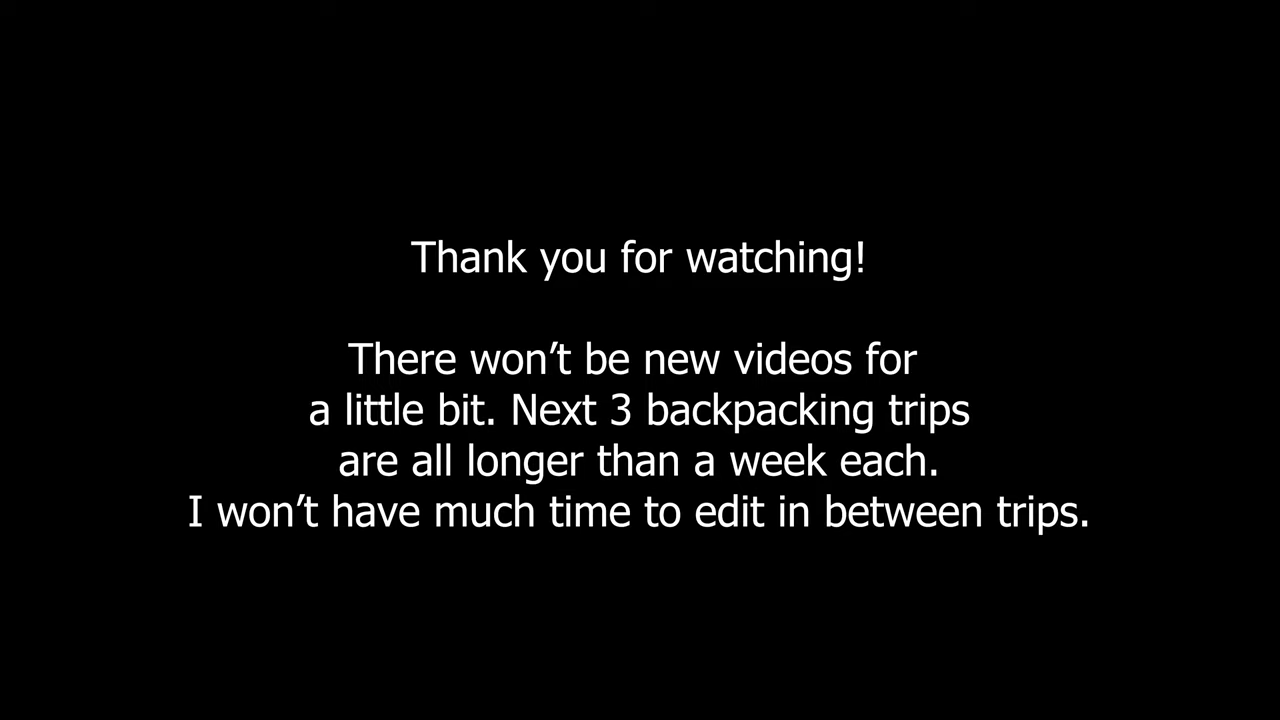 Thank you for watching!
There won’t be new videos for
a little bit. Next 3 backpacking trips
are all longer than a week each.
I won’t have much time to edit in between trips.